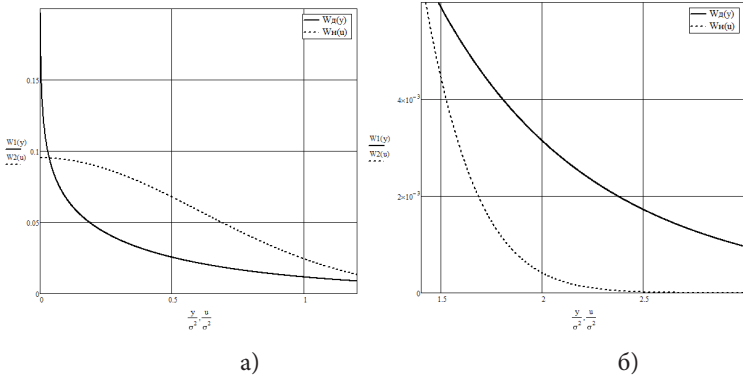 Wд(y)
Wн(u)
0.15
W1(y)
W2(u)
0.1
0.05
0
0
0.5
1
y/σ², u/σ²
а)
Wд(y)
Wн(u)
4×10⁻³
W1(y)
W2(u)
2×10⁻³
0
1.5
2
2.5
y/σ², u/σ²
б)